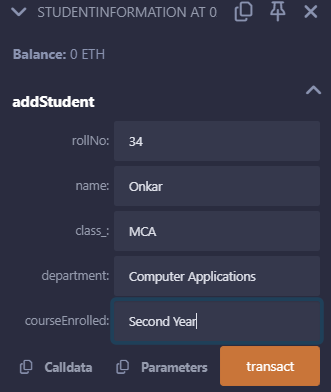 STUDENTINFORMATION AT 0
Balance: 0 ETH
addStudent
rollNo: 34
name: Onkar
class_: MCA
department: Computer Applications
courseEnrolled: Second Year
Calldata Parameters transact